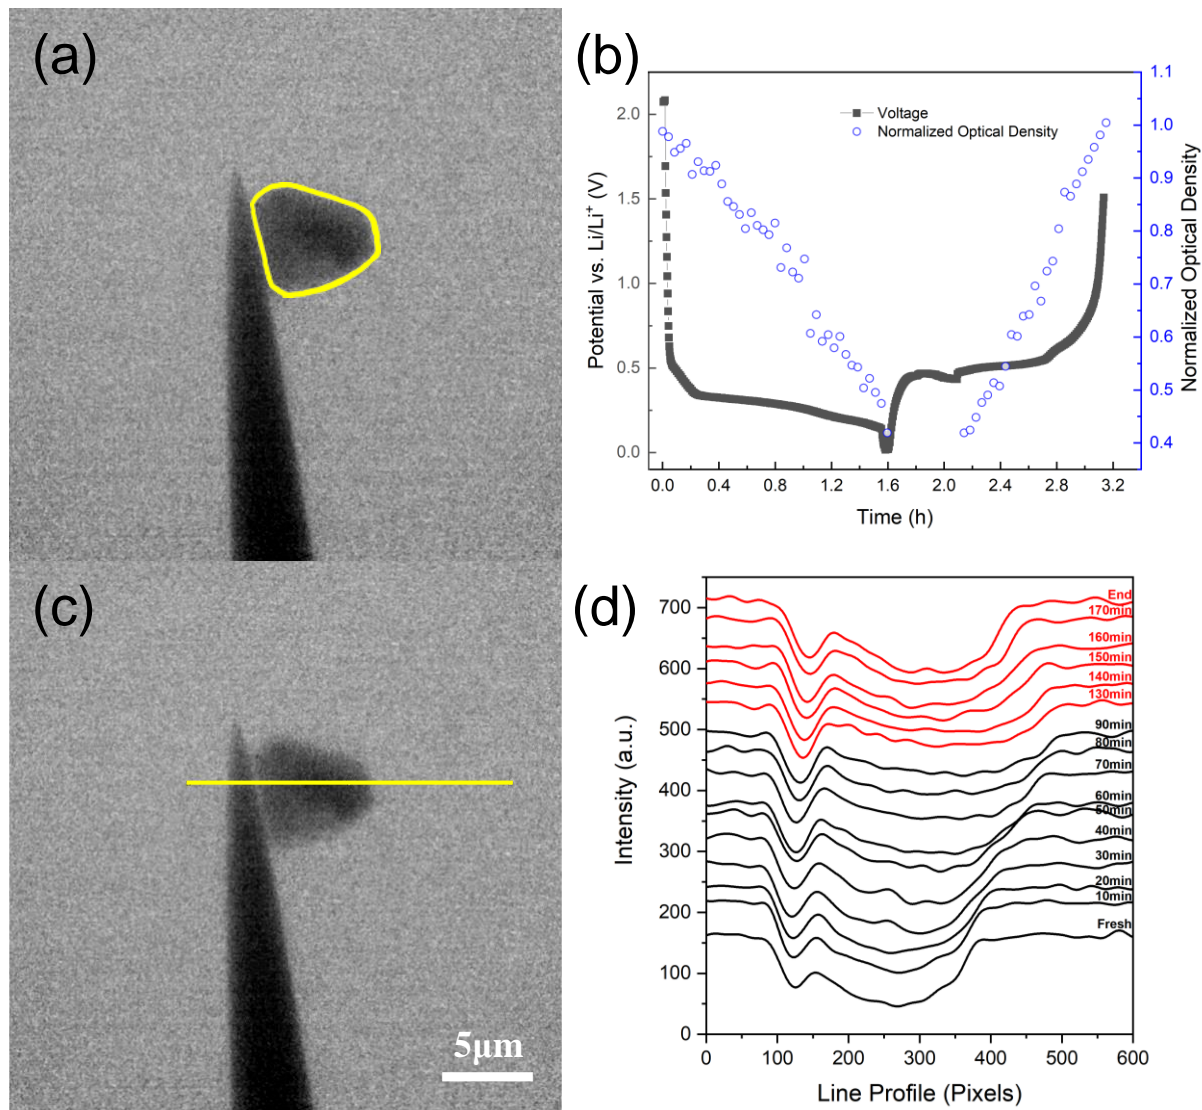 (a)
(b)
Voltage
Normalized Optical Density
Potential vs. Li/Li⁺ (V)
2.0
1.5
1.0
0.5
0.0
1.1
1.0
0.9
0.8
0.7
0.6
0.5
0.4
Normalized Optical Density
0.0 0.4 0.8 1.2 1.6 2.0 2.4 2.8 3.2
Time (h)
(c)
5μm
(d)
Intensity (a.u.)
700
600
500
400
300
200
100
0
End
170min
160min
150min
140min
130min
90min
80min
70min
60min
50min
40min
30min
20min
10min
Fresh
0 100 200 300 400 500 600
Line Profile (Pixels)